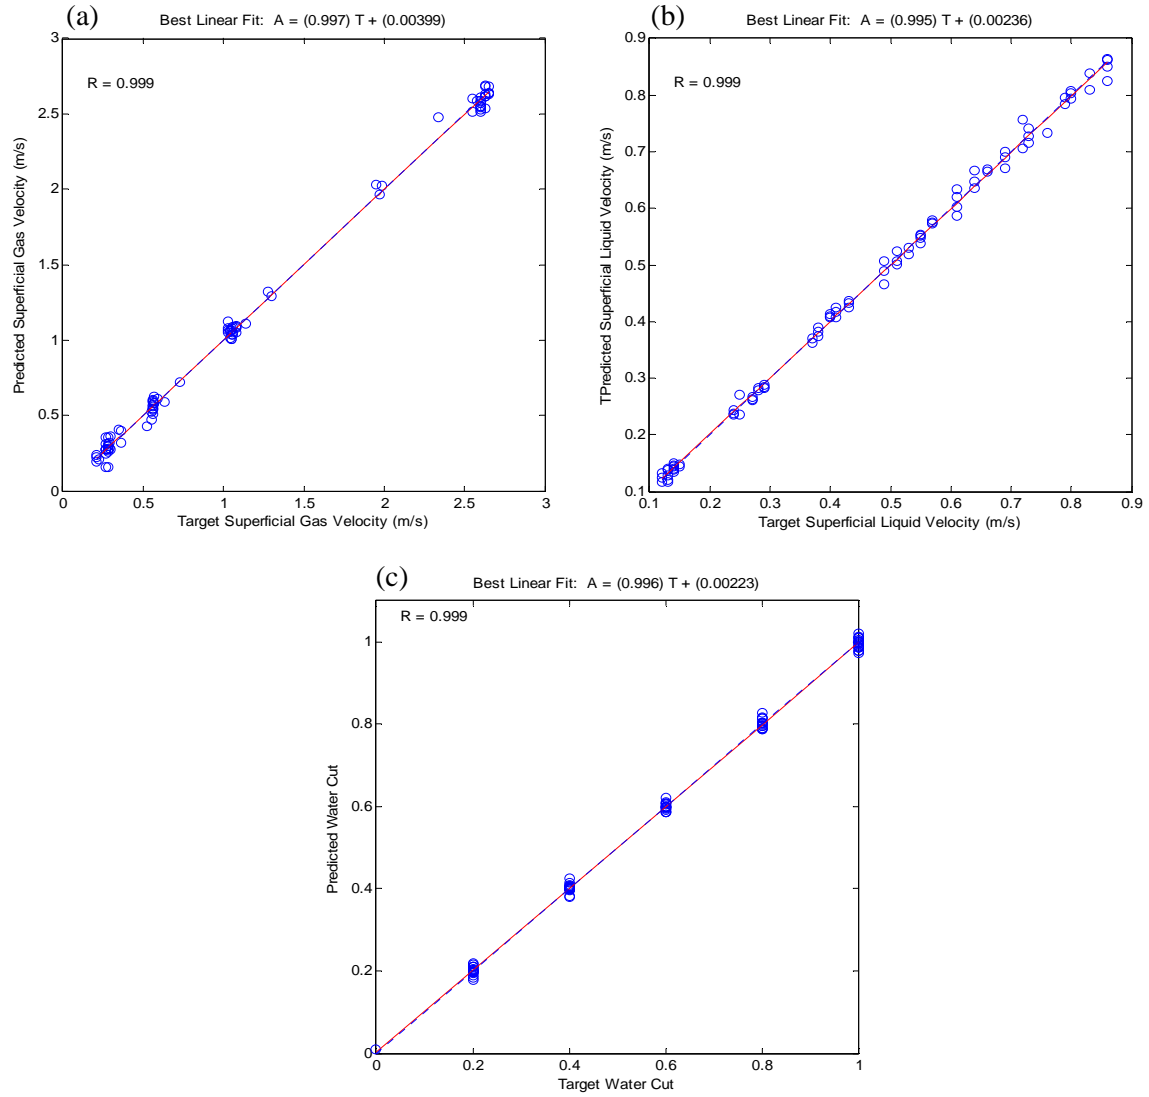 (a)
Best Linear Fit: A = (0.997) T + (0.00399)
R = 0.999
Predicted Superficial Gas Velocity (m/s)
3
2.5
2
1.5
1
0.5
0
0 0.5 1 1.5 2 2.5 3
Target Superficial Gas Velocity (m/s)
(b)
Best Linear Fit: A = (0.995) T + (0.00236)
R = 0.999
TPredicted Superficial Liquid Velocity (m/s)
0.9
0.8
0.7
0.6
0.5
0.4
0.3
0.2
0.1
0.1 0.2 0.3 0.4 0.5 0.6 0.7 0.8 0.9
Target Superficial Liquid Velocity (m/s)
(c)
Best Linear Fit: A = (0.996) T + (0.00223)
R = 0.999
Predicted Water Cut
1
0.8
0.6
0.4
0.2
0
0 0.2 0.4 0.6 0.8 1
Target Water Cut